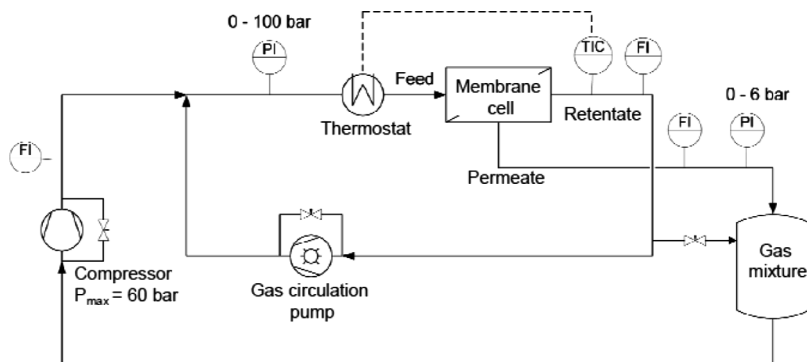 0 - 100 bar
PI
TIC
FI
Feed
Membrane
cell
0 - 6 bar
Thermostat
Retentate
FI
PI
FI
Permeate
Compressor
Pmax = 60 bar
Gas circulation
pump
Gas
mixture